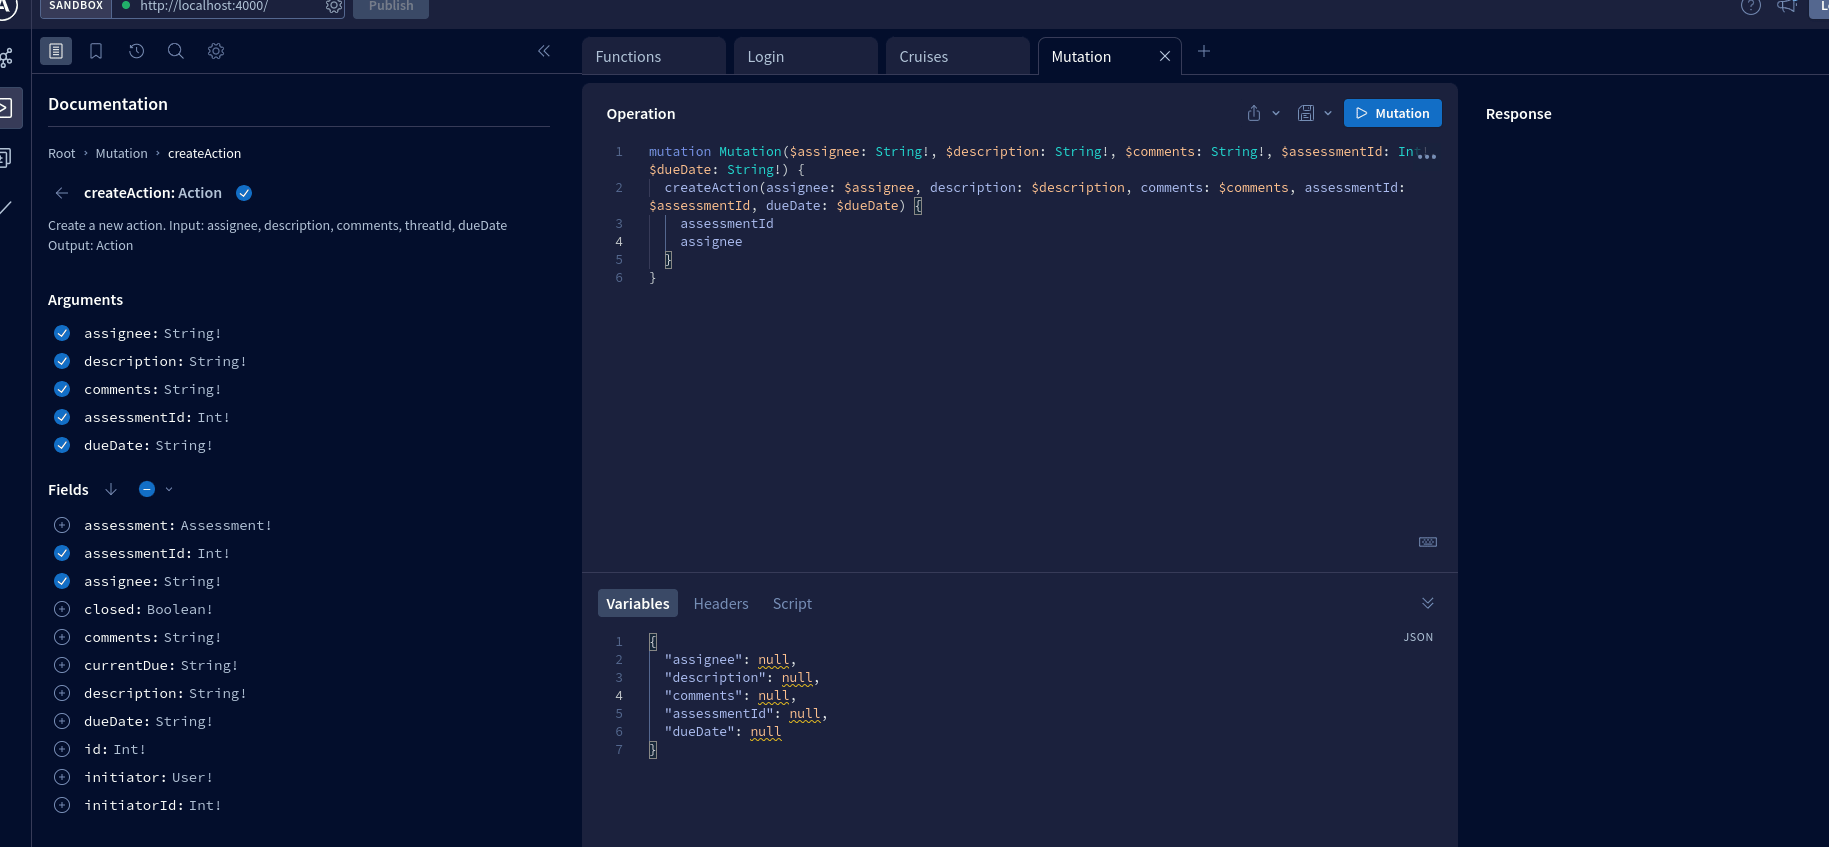 SANDBOX http://localhost:4000/ Publish
Documentation
Root › Mutation › createAction
createAction: Action
Create a new action. Input: assignee, description, comments, threatId, dueDate
Output: Action
Arguments
assignee: String!
description: String!
comments: String!
assessmentId: Int!
dueDate: String!
Fields
assessment: Assessment!
assessmentId: Int!
assignee: String!
closed: Boolean!
comments: String!
currentDue: String!
description: String!
dueDate: String!
id: Int!
initiator: User!
initiatorId: Int!
Functions Login Cruises Mutation
Operation
Mutation
1 mutation Mutation($assignee: String!, $description: String!, $comments: String!, $assessmentId: Int!
$dueDate: String!) {
2 createAction(assignee: $assignee, description: $description, comments: $comments, assessmentId:
$assessmentId, dueDate: $dueDate) {
3 assessmentId
4 assignee
5 }
6 }
Variables Headers Script
JSON
1 {
2 "assignee": null,
3 "description": null,
4 "comments": null,
5 "assessmentId": null,
6 "dueDate": null
7 }
Response